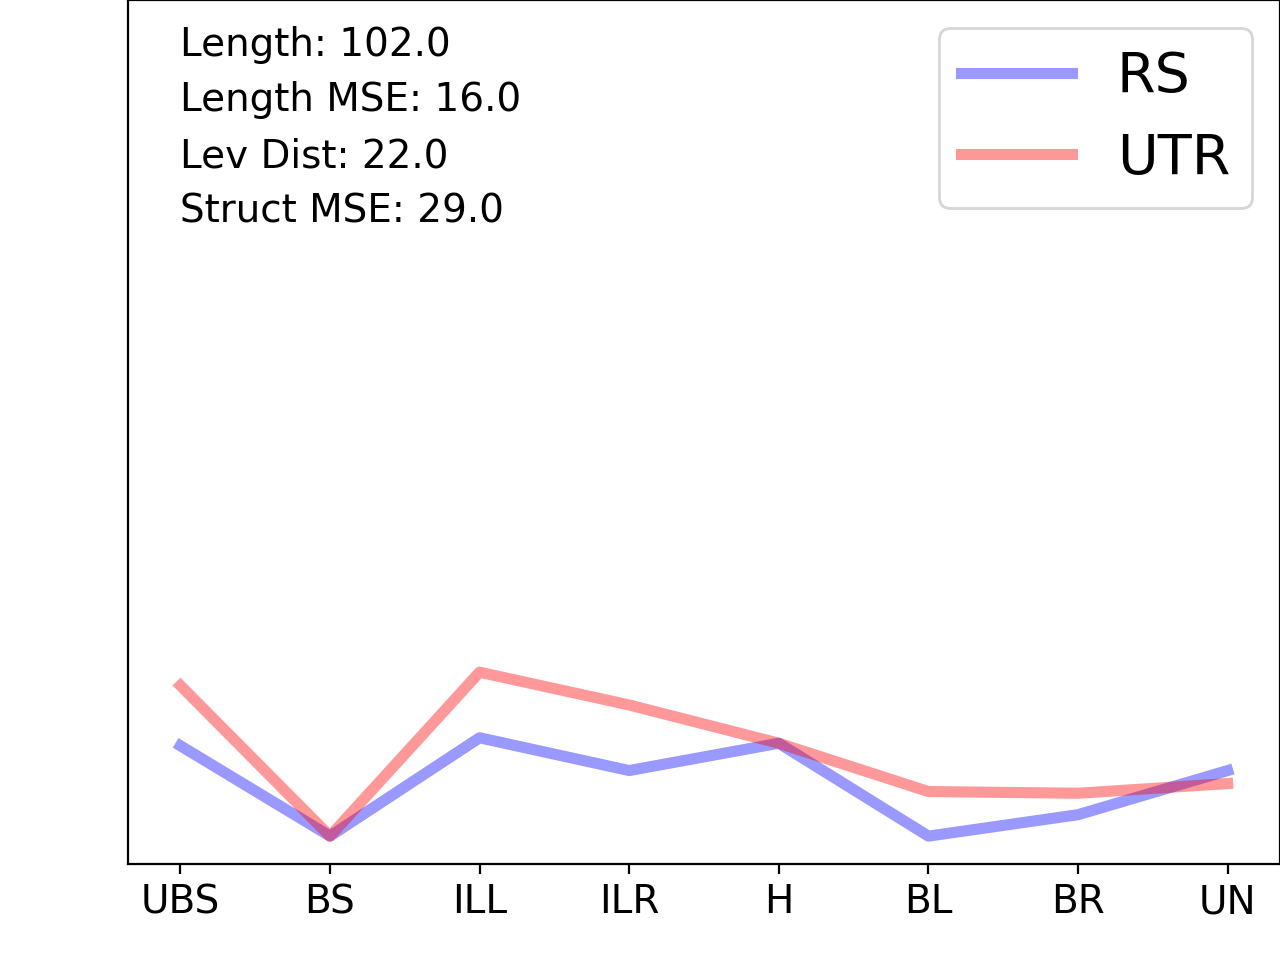 Length: 102.0
Length MSE: 16.0
Lev Dist: 22.0
Struct MSE: 29.0
RS
UTR
UBS BS ILL ILR H BL BR UN